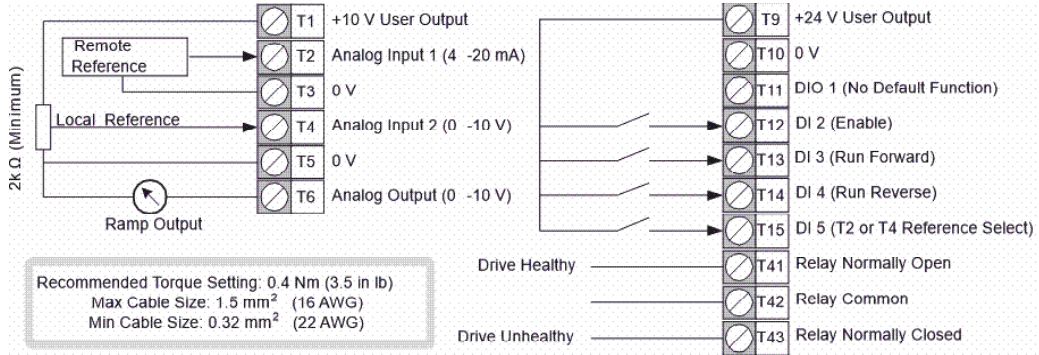 T1 +10 V User Output
Remote
Reference
T2 Analog Input 1 (4 -20 mA)
T3 0 V
2k Ω (Minimum)
Local Reference
T4 Analog Input 2 (0 -10 V)
T5 0 V
T6 Analog Output (0 -10 V)
Ramp Output
Recommended Torque Setting: 0.4 Nm (3.5 in lb)
Max Cable Size: 1.5 mm² (16 AWG)
Min Cable Size: 0.32 mm² (22 AWG)
T9 +24 V User Output
T10 0 V
T11 DIO 1 (No Default Function)
T12 DI 2 (Enable)
T13 DI 3 (Run Forward)
T14 DI 4 (Run Reverse)
T15 DI 5 (T2 or T4 Reference Select)
Drive Healthy
T41 Relay Normally Open
T42 Relay Common
Drive Unhealthy
T43 Relay Normally Closed